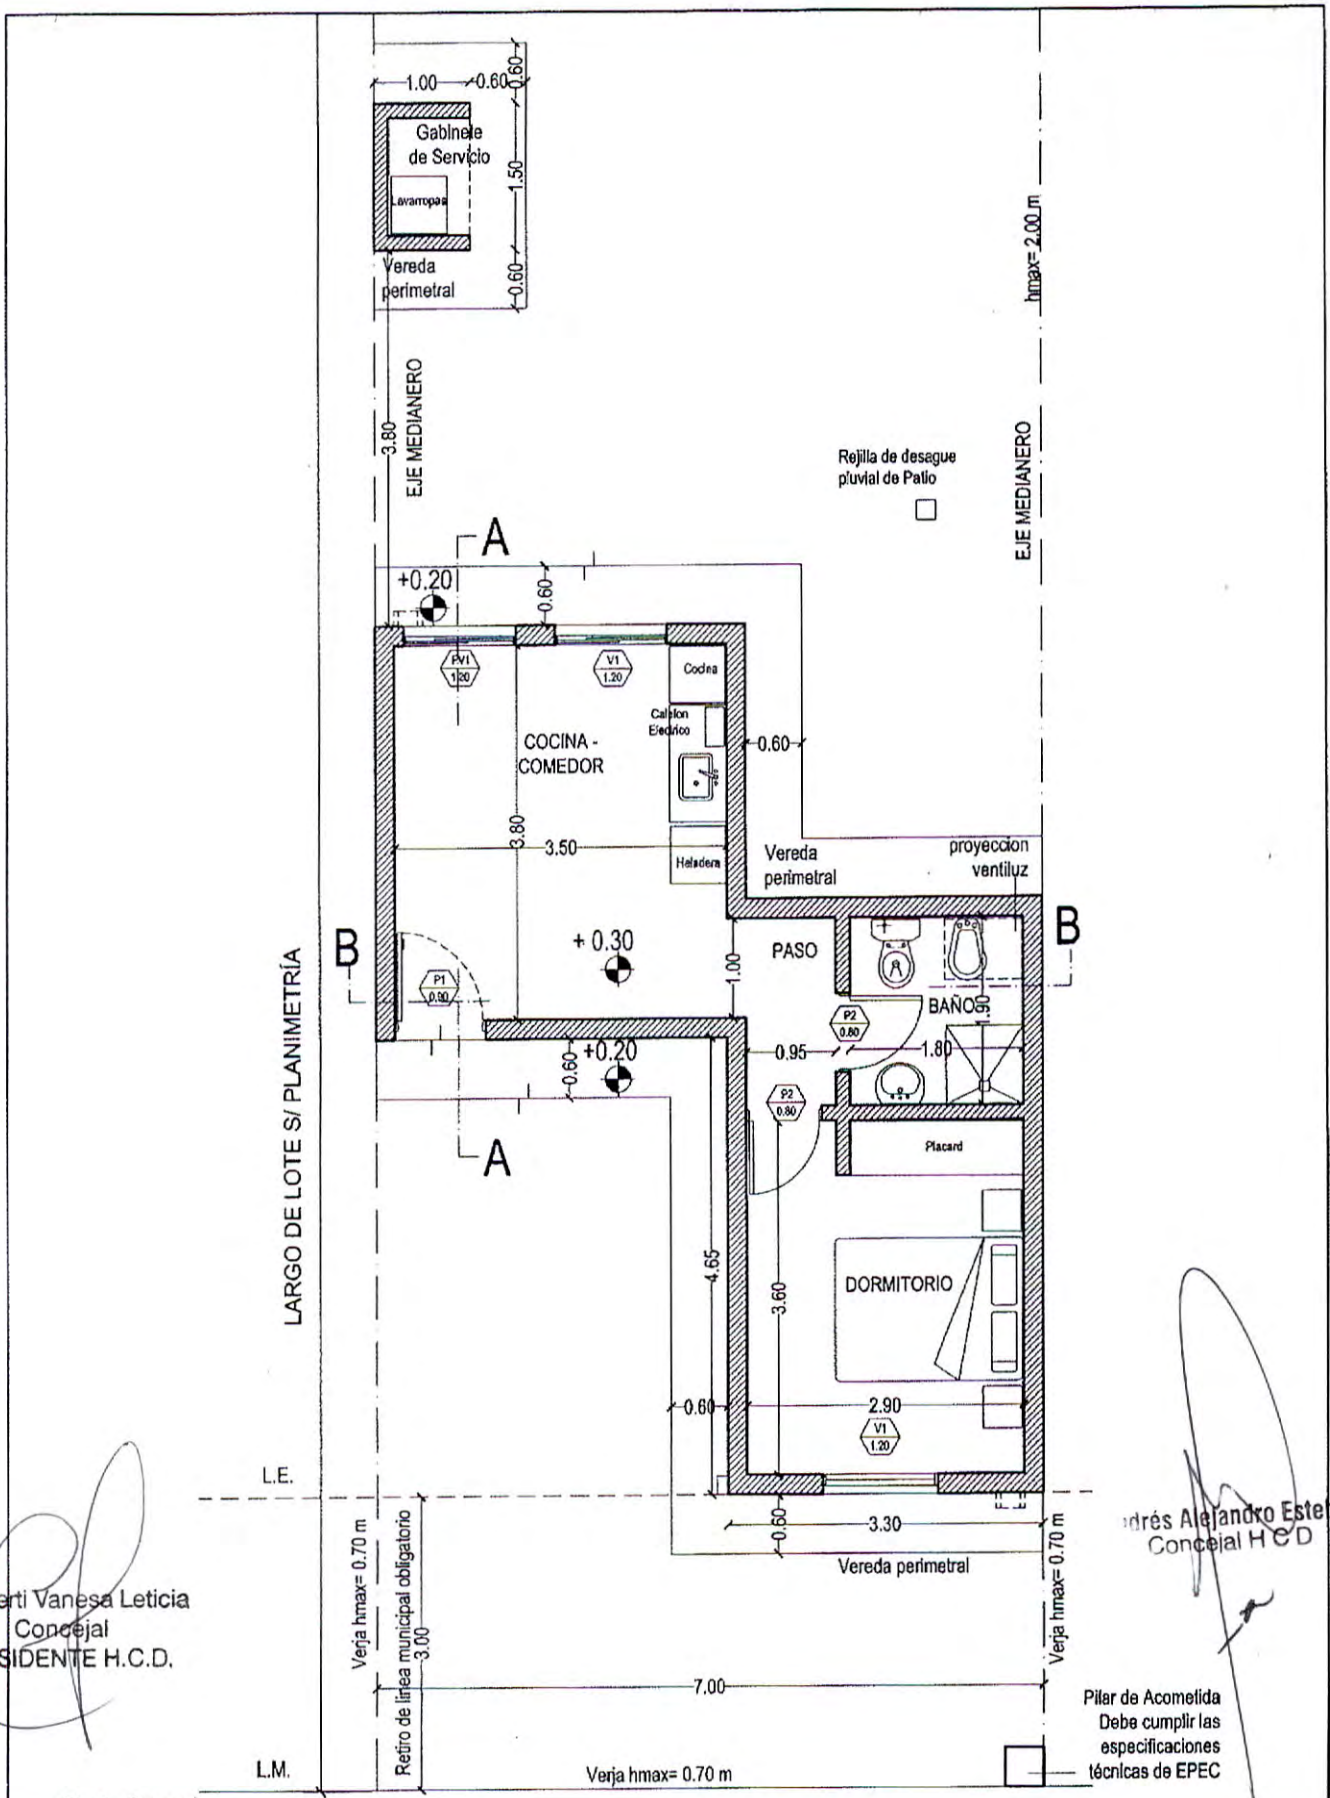 1.00
0.60
0.60
Gabinete
de Servicio
1.50
Lavarropas
Vereda
perimetral
0.60
hmax= 2.00 m
3.80
EJE MEDIANERO
Rejilla de desague
pluvial de Patio
EJE MEDIANERO
A
+0.20
0.60
PV1
1.20
V1
1.20
Cocina
Calefon
Electrico
COCINA -
COMEDOR
0.60
3.80
3.50
Heladera
Vereda
perimetral
proyeccion
ventiluz
B
B
+ 0.30
PASO
1.00
P1
0.90
BAÑO
1.90
P2
0.80
0.95
1.80
+0.20
0.60
P2
0.80
A
Placard
LARGO DE LOTE S/ PLANIMETRÍA
4.65
3.60
DORMITORIO
0.60
2.90
V1
1.20
L.E.
0.60
3.30
Vereda perimetral
drés Alejandro Estel
Concejal H C D
erti Vanesa Leticia
Concejal
SIDENTE H.C.D.
Verja hmax= 0.70 m
Retiro de linea municipal obligatorio
3.00
Verja hmax= 0.70 m
7.00
Pilar de Acometida
Debe cumplir las
especificaciones
técnicas de EPEC
L.M.
Verja hmax= 0.70 m